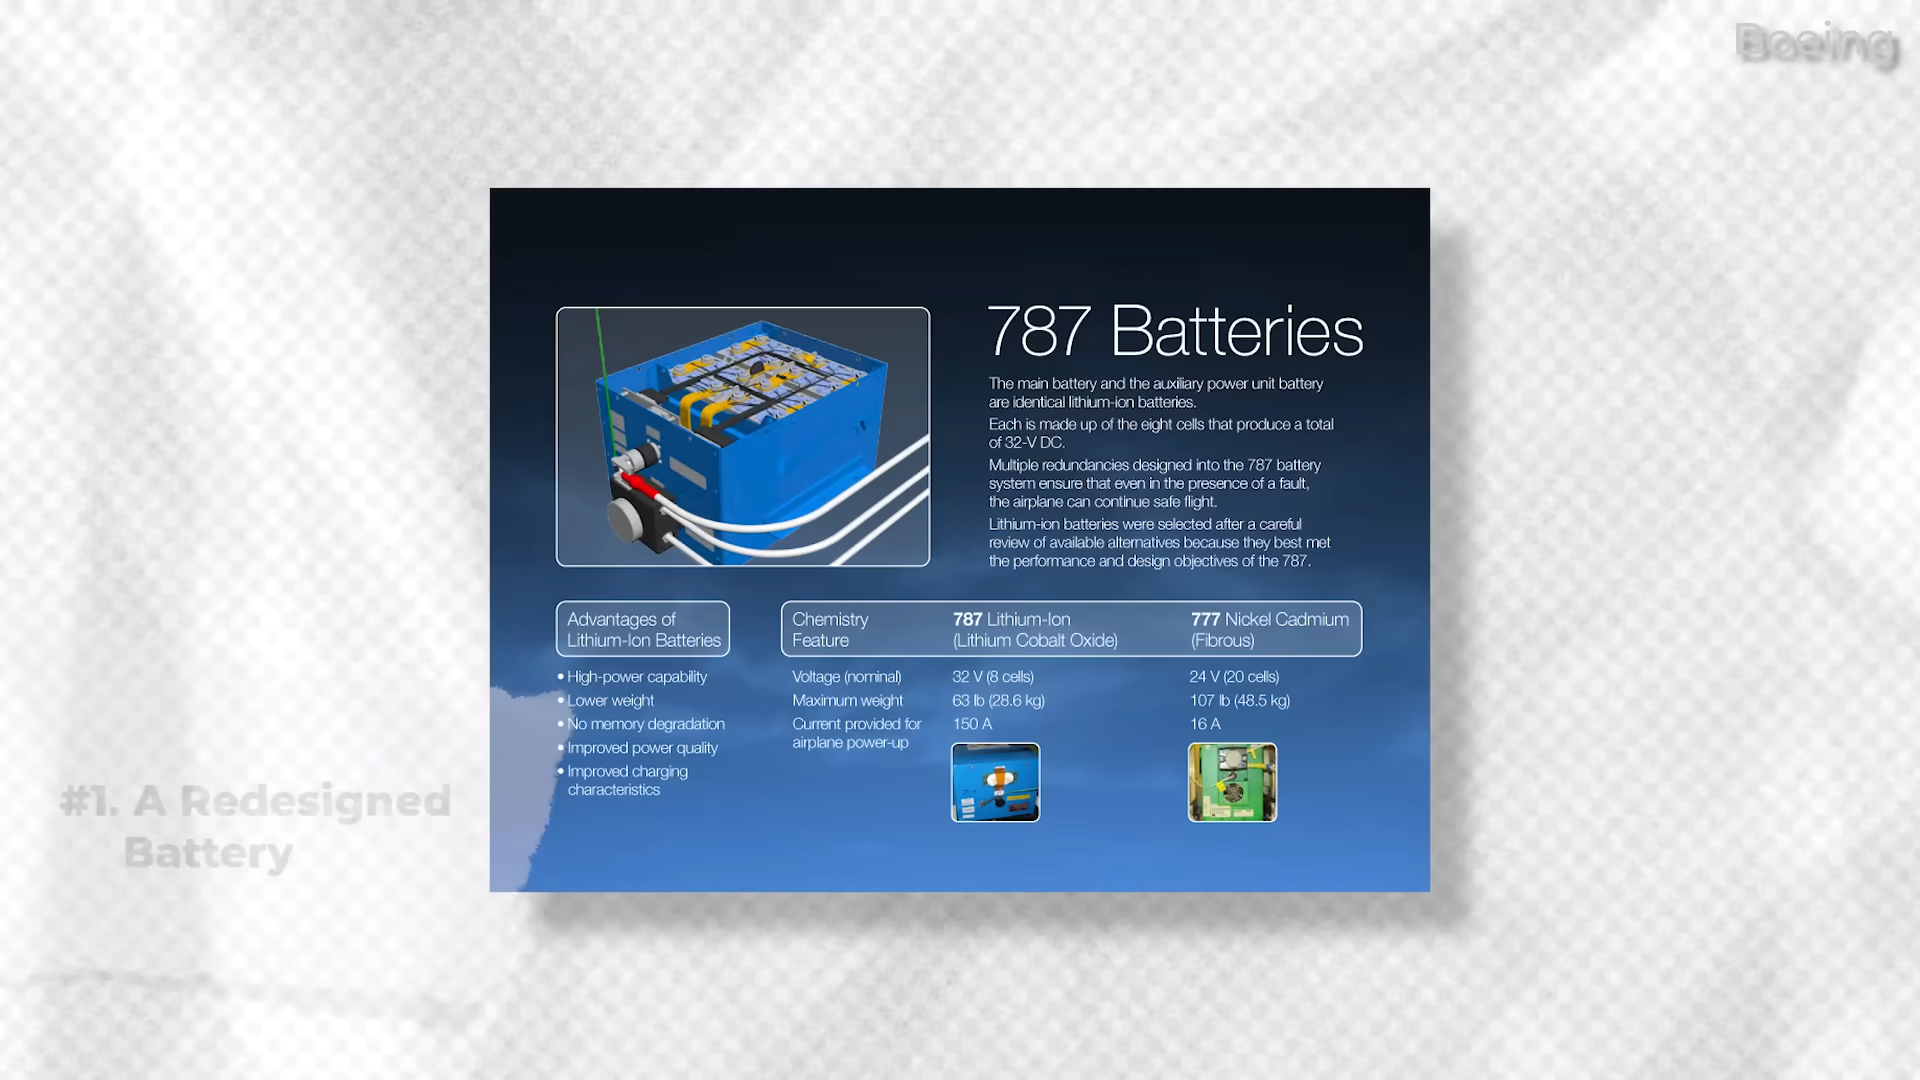 Boeing
787 Batteries
The main battery and the auxiliary power unit battery
are identical lithium-ion batteries.
Each is made up of the eight cells that produce a total
of 32-V DC.
Multiple redundancies designed into the 787 battery
system ensure that even in the presence of a fault,
the airplane can continue safe flight.
Lithium-ion batteries were selected after a careful
review of available alternatives because they best met
the performance and design objectives of the 787.
Advantages of
Lithium-Ion Batteries
• High-power capability
• Lower weight
• No memory degradation
• Improved power quality
• Improved charging
characteristics
Chemistry
Feature
787 Lithium-Ion
(Lithium Cobalt Oxide)
777 Nickel Cadmium
(Fibrous)
Voltage (nominal) 32 V (8 cells) 24 V (20 cells)
Maximum weight 63 lb (28.6 kg) 107 lb (48.5 kg)
Current provided for 150 A 16 A
airplane power-up
#1. A Redesigned
Battery